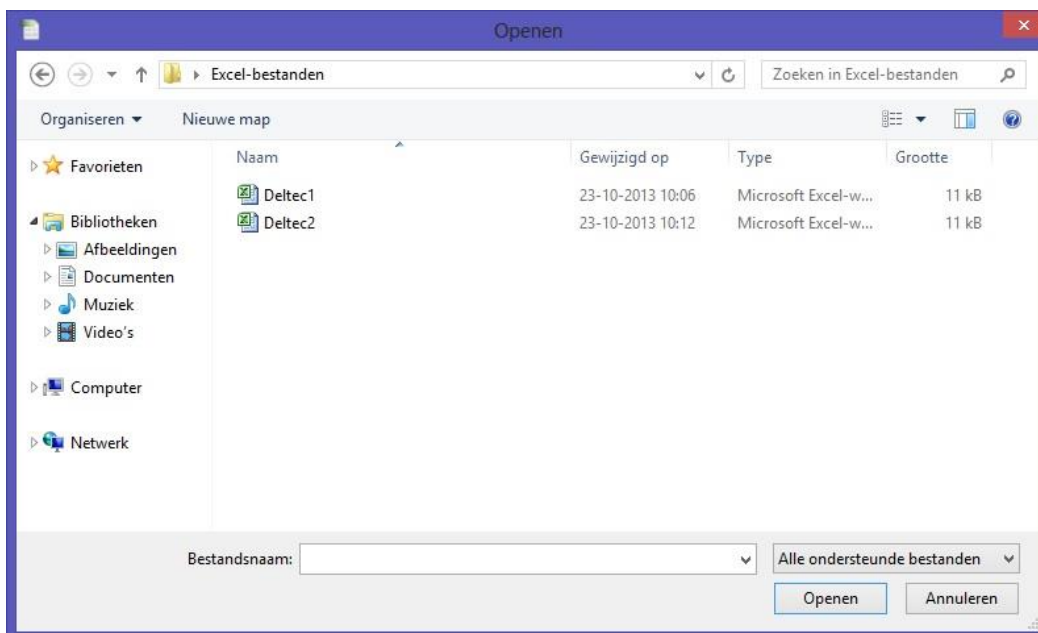 Openen
Excel-bestanden
Zoeken in Excel-bestanden
Organiseren
Nieuwe map
Favorieten
Bibliotheken
Afbeeldingen
Documenten
Muziek
Video's
Computer
Netwerk
Naam Gewijzigd op Type Grootte
Deltec1 23-10-2013 10:06 Microsoft Excel-w... 11 kB
Deltec2 23-10-2013 10:12 Microsoft Excel-w... 11 kB
Bestandsnaam:
Alle ondersteunde bestanden
Openen Annuleren